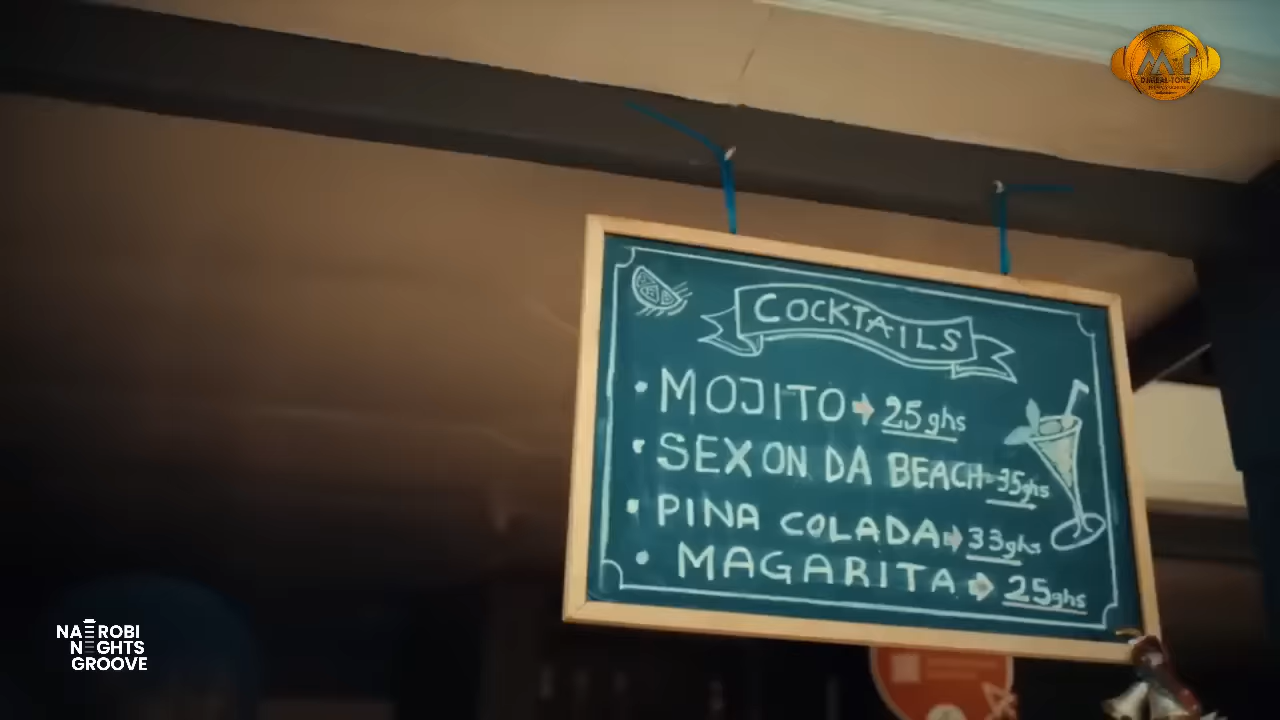 COCKTAILS
• MOJITO ➡ 25ghs
• SEX ON DA BEACH ➡ 35ghs
• PINA COLADA ➡ 33ghs
• MAGARITA ➡ 25ghs
NAIROBI
NIGHTS
GROOVE